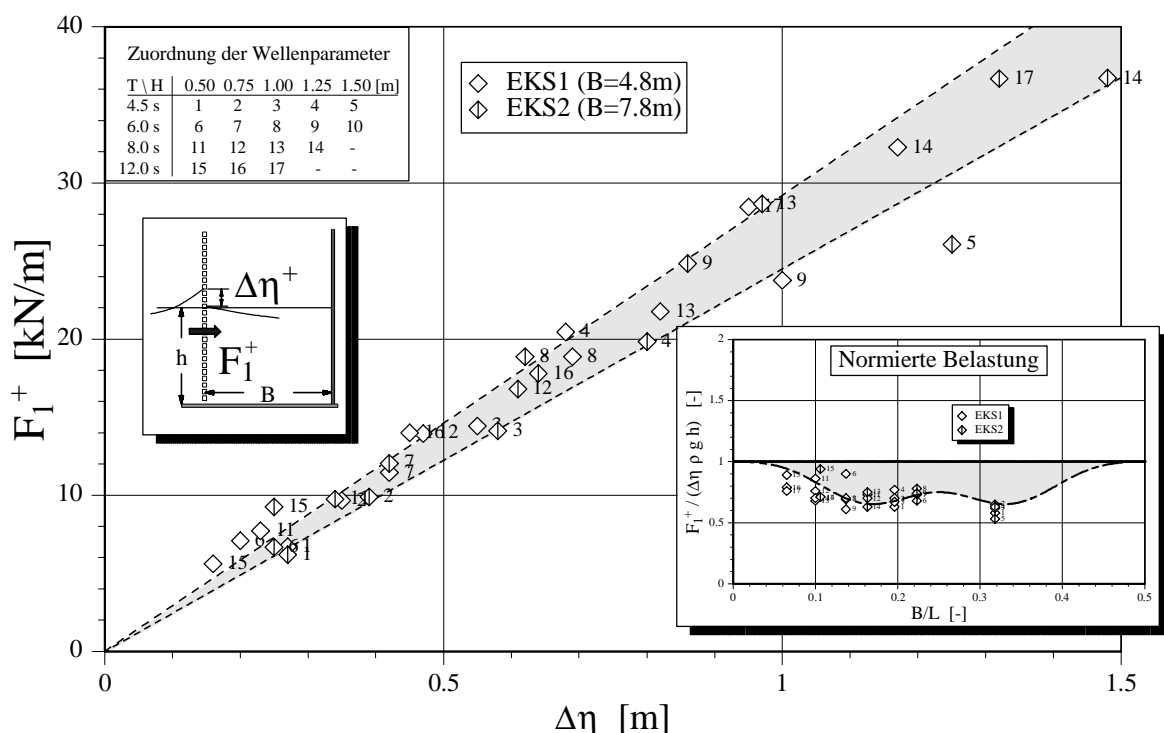 40
30
20
10
0
F₁⁺ [kN/m]
Zuordnung der Wellenparameter
T \ H 0.50 0.75 1.00 1.25 1.50 [m]
4.5 s 1 2 3 4 5
6.0 s 6 7 8 9 10
8.0 s 11 12 13 14 -
12.0 s 15 16 17 - -
EKS1 (B=4.8m)
EKS2 (B=7.8m)
17
14
14
13
17
5
9
9
13
4
4
8
8
16
12
3
3
12
16
7
7
2
15
11
6
1
6
1
15
Δη⁺
h
F₁⁺
B
Normierte Belastung
F₁⁺ / (Δη ρ g h) [-]
2
1.5
1
0.5
0
EKS1
EKS2
0 0.1 0.2 0.3 0.4 0.5
B/L [-]
0 0.5 1 1.5
Δη [m]